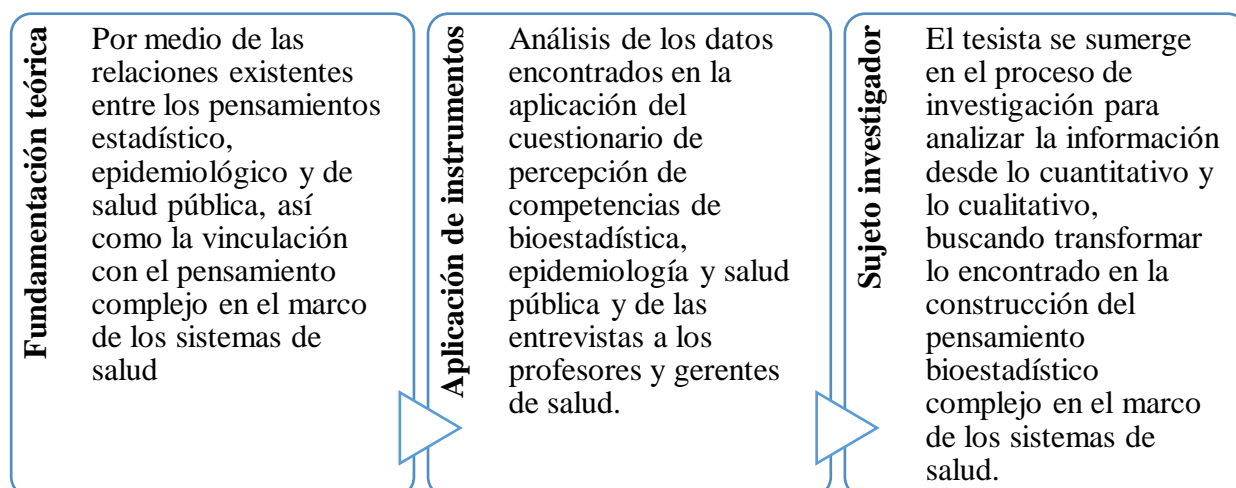 Fundamentación teórica
Por medio de las
relaciones existentes
entre los pensamientos
estadístico,
epidemiológico y de
salud pública, así
como la vinculación
con el pensamiento
complejo en el marco
de los sistemas de
salud
Aplicación de instrumentos
Análisis de los datos
encontrados en la
aplicación del
cuestionario de
percepción de
competencias de
bioestadística,
epidemiología y salud
pública y de las
entrevistas a los
profesores y gerentes
de salud.
Sujeto investigador
El tesista se sumerge
en el proceso de
investigación para
analizar la información
desde lo cuantitativo y
lo cualitativo,
buscando transformar
lo encontrado en la
construcción del
pensamiento
bioestadístico
complejo en el marco
de los sistemas de
salud.